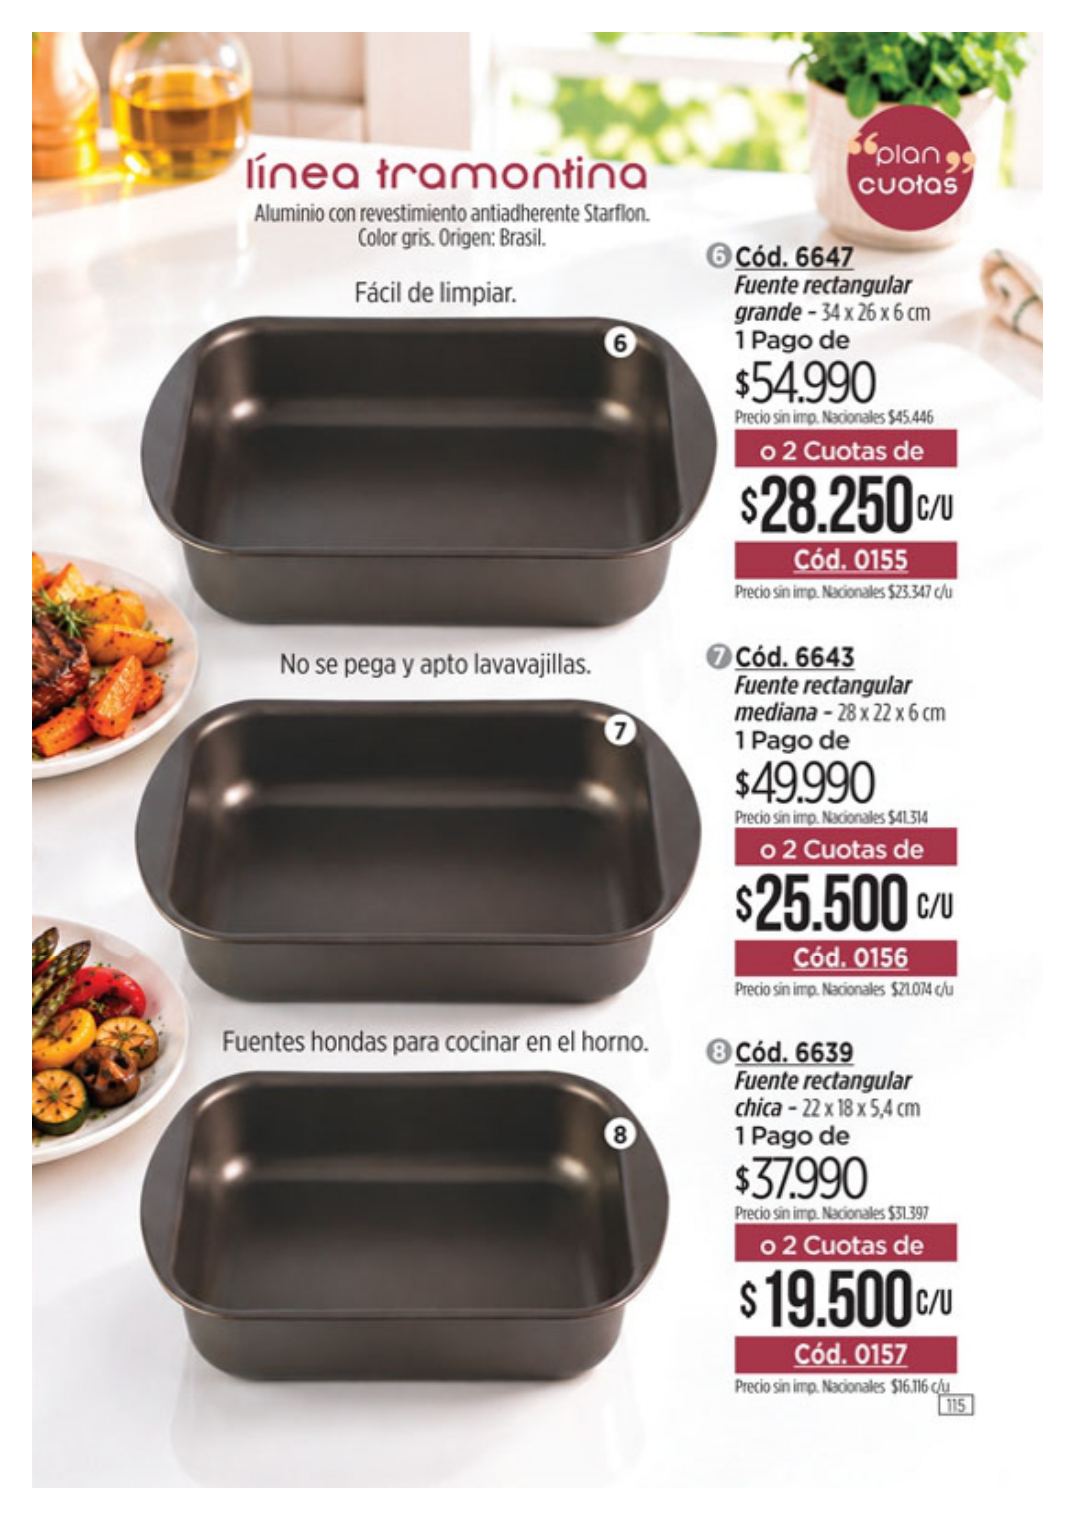 línea tramontina
Aluminio con revestimiento antiadherente Starflon.
Color gris. Origen: Brasil.
"plan
cuotas"
Fácil de limpiar.
6
6 Cód. 6647
Fuente rectangular
grande – 34 x 26 x 6 cm
1 Pago de
$54.990
Precio sin imp. Nacionales $45.446
o 2 Cuotas de
$28.250 C/U
Cód. 0155
Precio sin imp. Nacionales $23.347 c/u
No se pega y apto lavavajillas.
7
7 Cód. 6643
Fuente rectangular
mediana – 28 x 22 x 6 cm
1 Pago de
$49.990
Precio sin imp. Nacionales $41.314
o 2 Cuotas de
$25.500 C/U
Cód. 0156
Precio sin imp. Nacionales $21.074 c/u
Fuentes hondas para cocinar en el horno.
8
8 Cód. 6639
Fuente rectangular
chica – 22 x 18 x 5,4 cm
1 Pago de
$37.990
Precio sin imp. Nacionales $31.397
o 2 Cuotas de
$19.500 C/U
Cód. 0157
Precio sin imp. Nacionales $16.116 c/u
115